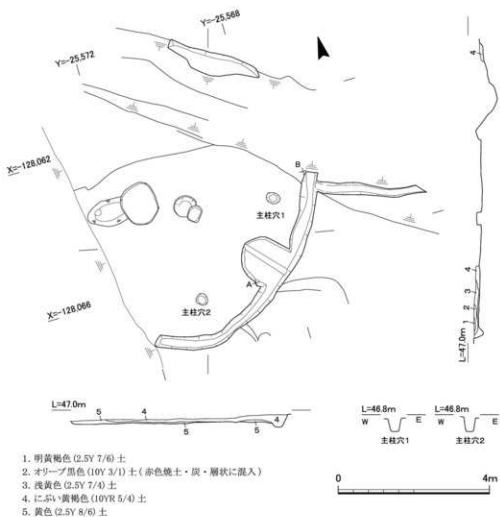 Y=-25,568
Y=-25,572
4
X=-128,062
B
主柱穴1
A
X=-128,066
主柱穴2
4
3
2
1
L=47.0m
L=47.0m
5 4 5 5 4
L=46.8m L=46.8m
W E W E
主柱穴1 主柱穴2
1. 明黄褐色 (2.5Y 7/6) 土
2. オリーブ黒色 (10Y 3/1) 土 (赤色焼土・炭・層状に混入)
3. 浅黄色 (2.5Y 7/4) 土
4. にぶい黄褐色 (10YR 5/4) 土
5. 黄色 (2.5Y 8/6) 土
0 4m